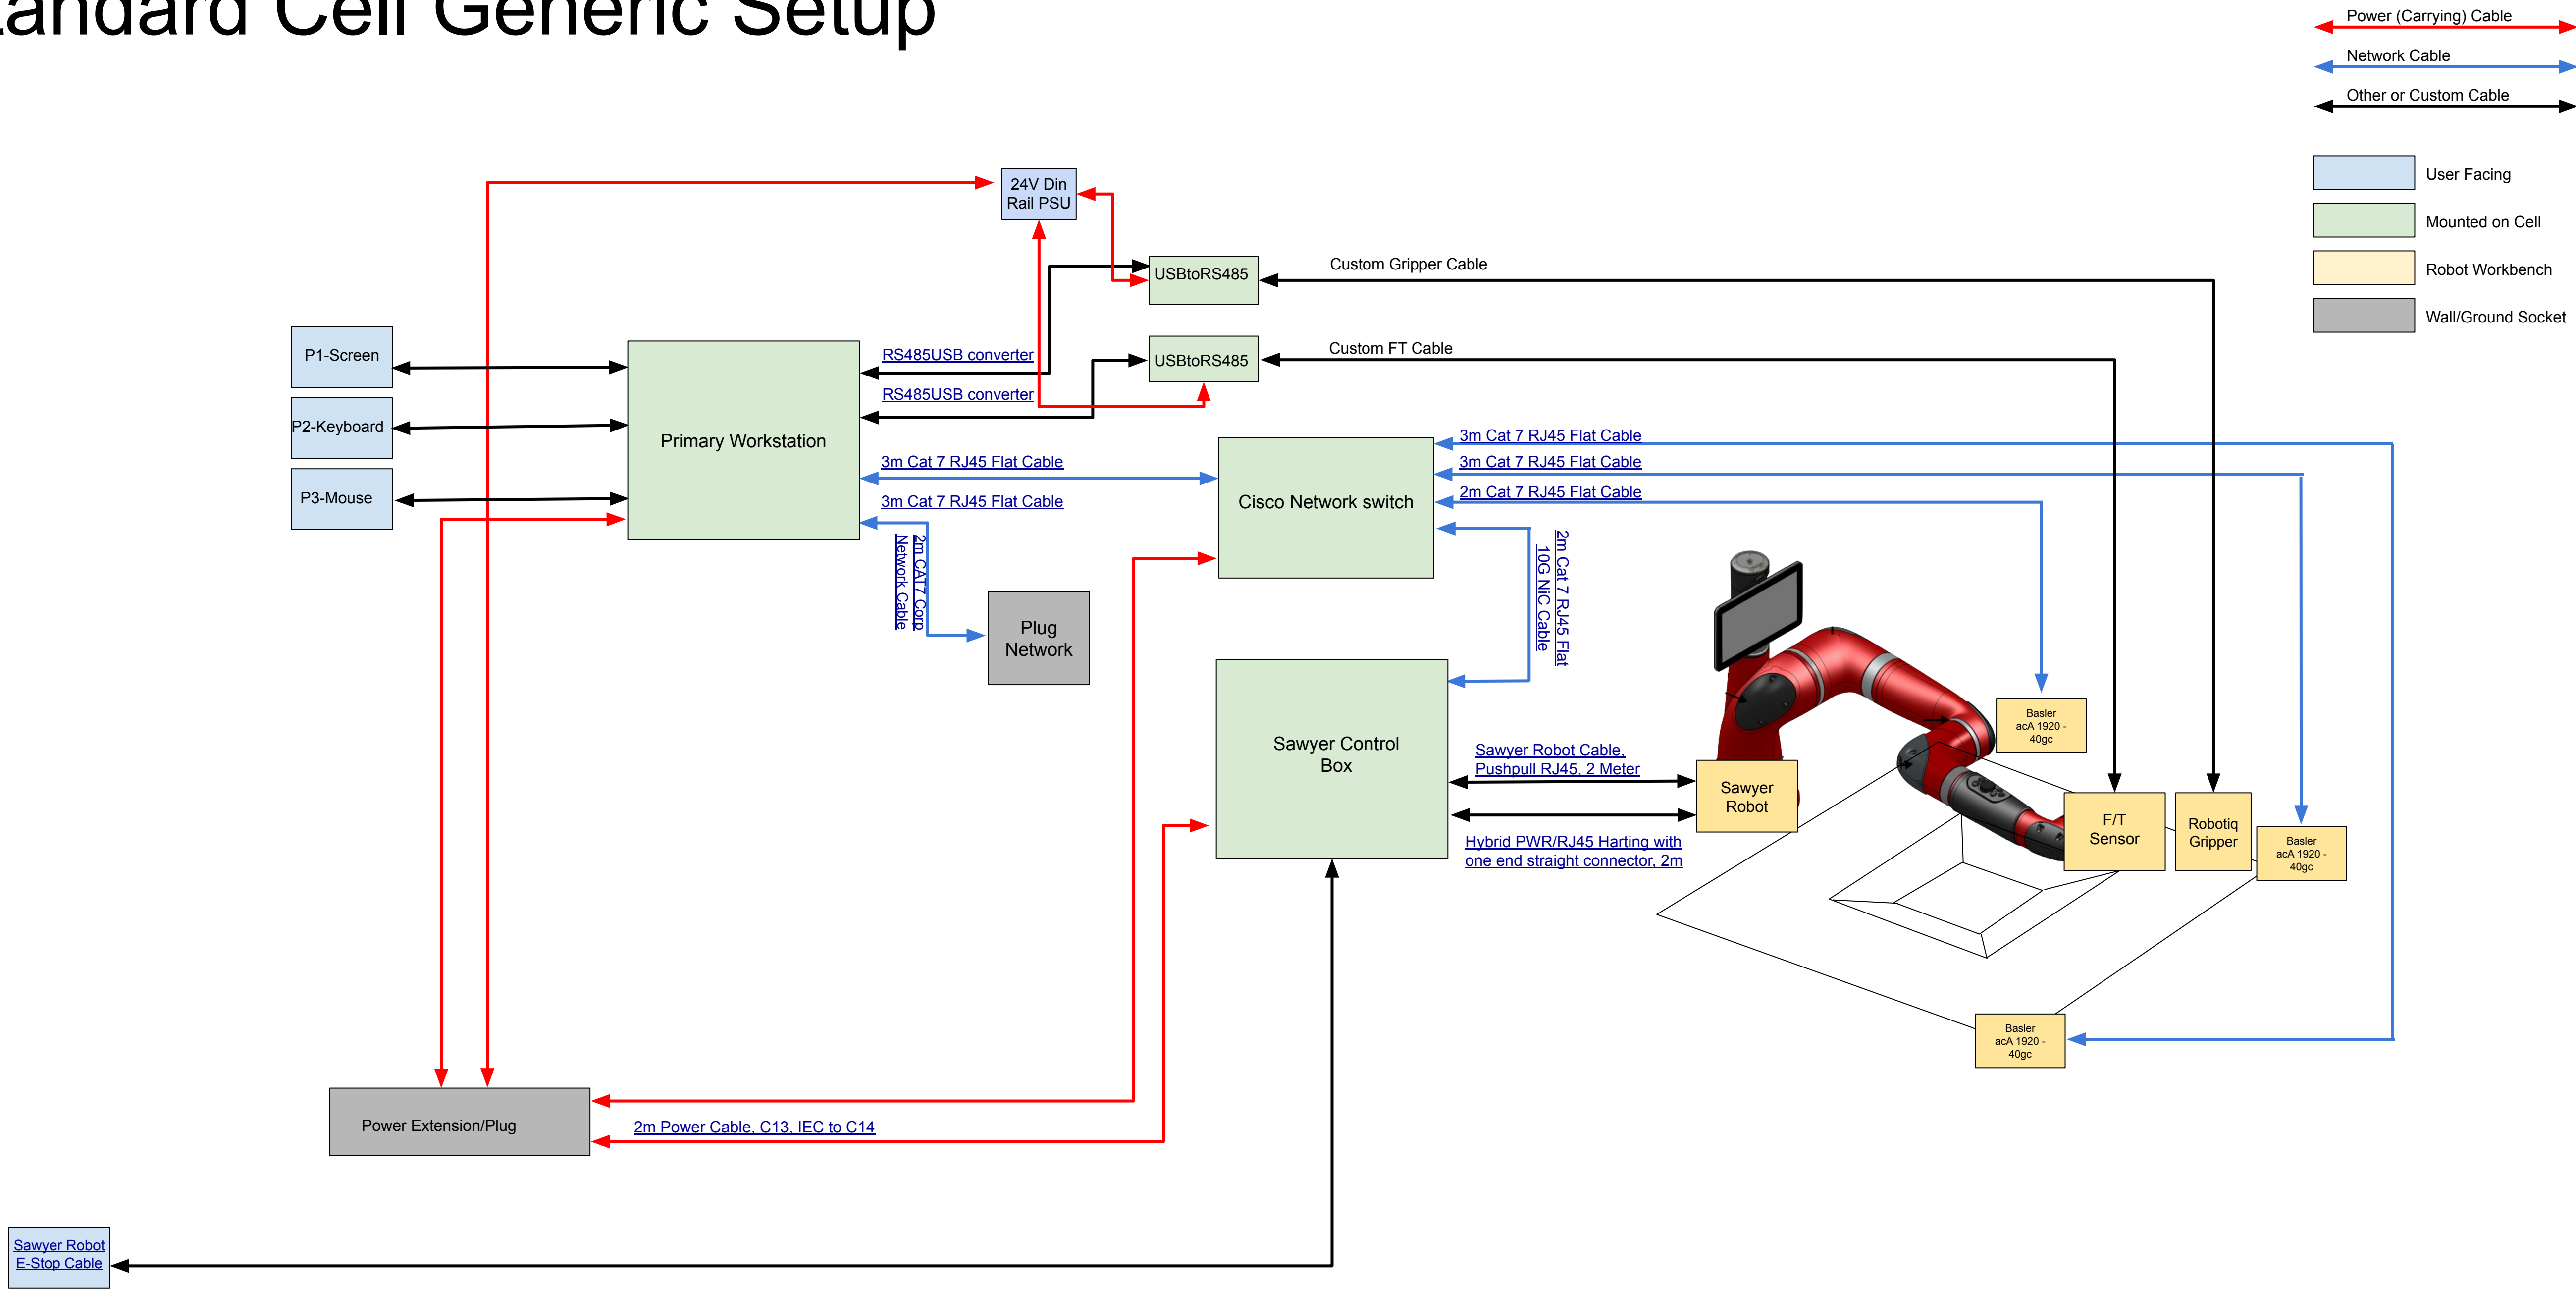 andard Cell Generic Setup
Power (Carrying) Cable
Network Cable
Other or Custom Cable
User Facing
Mounted on Cell
Robot Workbench
Wall/Ground Socket
24V Din
Rail PSU
USBtoRS485
Custom Gripper Cable
USBtoRS485
Custom FT Cable
P1-Screen
P2-Keyboard
P3-Mouse
Primary Workstation
RS485USB converter
RS485USB converter
3m Cat 7 RJ45 Flat Cable
3m Cat 7 RJ45 Flat Cable
2m CAT7 Corp
Network Cable
Plug
Network
Cisco Network switch
3m Cat 7 RJ45 Flat Cable
3m Cat 7 RJ45 Flat Cable
2m Cat 7 RJ45 Flat Cable
2m Cat 7 RJ45 Flat
10G NiC Cable
Sawyer Control
Box
Sawyer Robot Cable,
Pushpull RJ45, 2 Meter
Hybrid PWR/RJ45 Harting with
one end straight connector, 2m
Sawyer
Robot
Basler
acA 1920 -
40gc
F/T
Sensor
Robotiq
Gripper
Basler
acA 1920 -
40gc
Basler
acA 1920 -
40gc
Power Extension/Plug
2m Power Cable, C13, IEC to C14
Sawyer Robot
E-Stop Cable